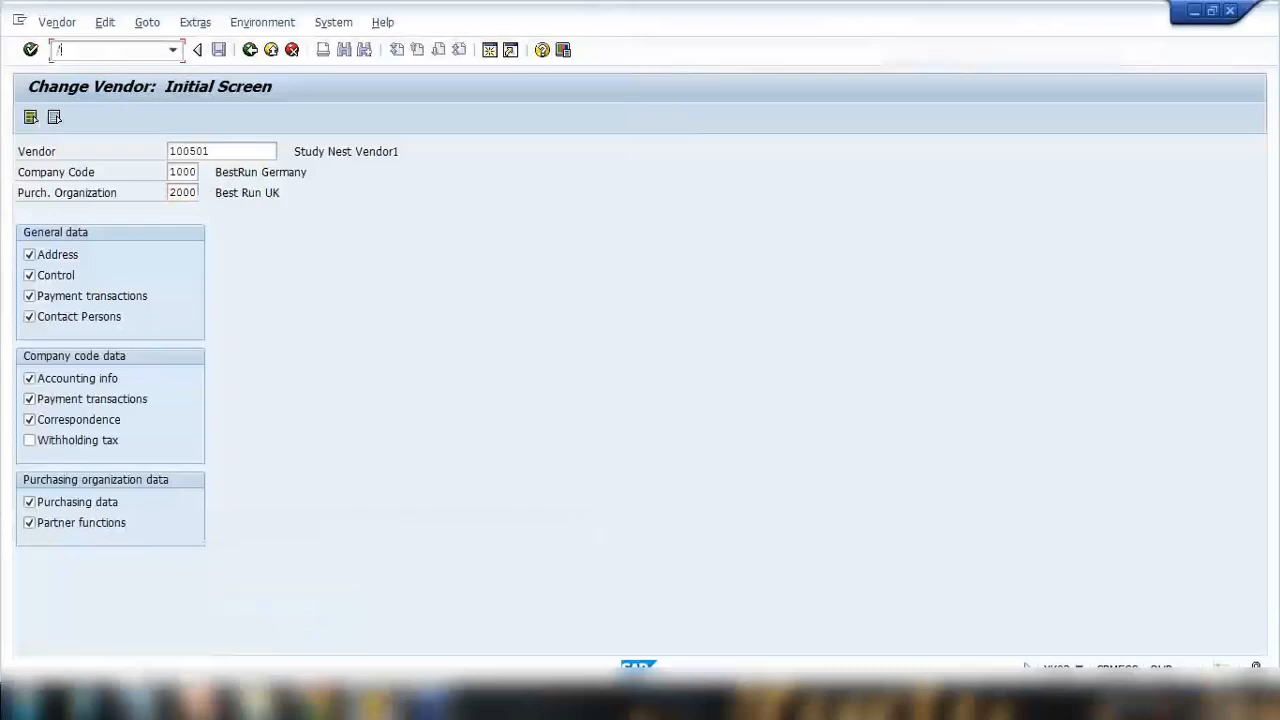 Vendor Edit Goto Extras Environment System Help
/
Change Vendor: Initial Screen
Vendor 100501 Study Nest Vendor1
Company Code 1000 BestRun Germany
Purch. Organization 2000 Best Run UK
General data
Address
Control
Payment transactions
Contact Persons
Company code data
Accounting info
Payment transactions
Correspondence
Withholding tax
Purchasing organization data
Purchasing data
Partner functions
SAP